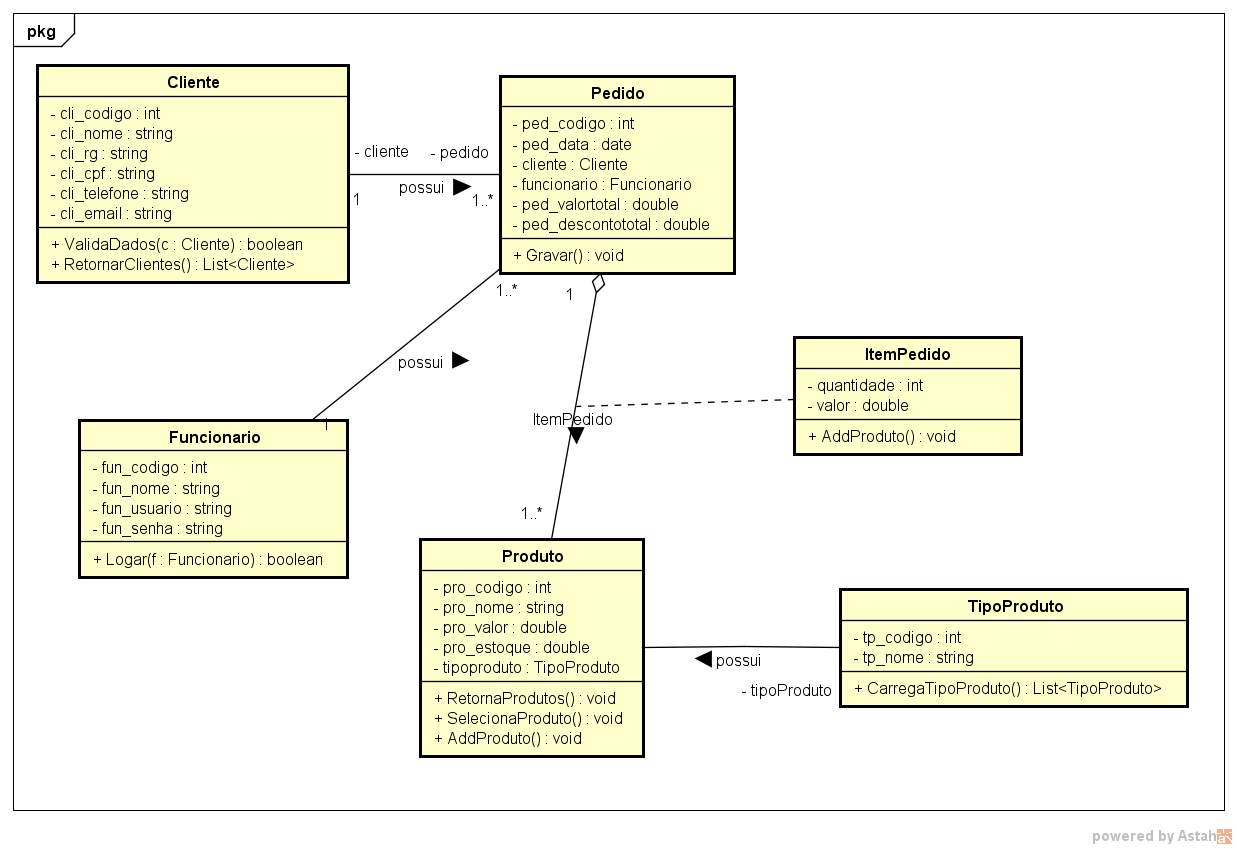 pkg
Cliente
- cli_codigo : int
- cli_nome : string
- cli_rg : string
- cli_cpf : string
- cli_telefone : string
- cli_email : string
+ ValidaDados(c : Cliente) : boolean
+ RetornarClientes() : List<Cliente>
- cliente
- pedido
possui
1
1..*
Pedido
- ped_codigo : int
- ped_data : date
- cliente : Cliente
- funcionario : Funcionario
- ped_valortotal : double
- ped_descontototal : double
+ Gravar() : void
1..*
1
possui
1
Funcionario
- fun_codigo : int
- fun_nome : string
- fun_usuario : string
- fun_senha : string
+ Logar(f : Funcionario) : boolean
ItemPedido
1..*
ItemPedido
- quantidade : int
- valor : double
+ AddProduto() : void
Produto
- pro_codigo : int
- pro_nome : string
- pro_valor : double
- pro_estoque : double
- tipoproduto : TipoProduto
+ RetornaProdutos() : void
+ SelecionaProduto() : void
+ AddProduto() : void
possui
- tipoProduto
TipoProduto
- tp_codigo : int
- tp_nome : string
+ CarregaTipoProduto() : List<TipoProduto>
powered by Astah